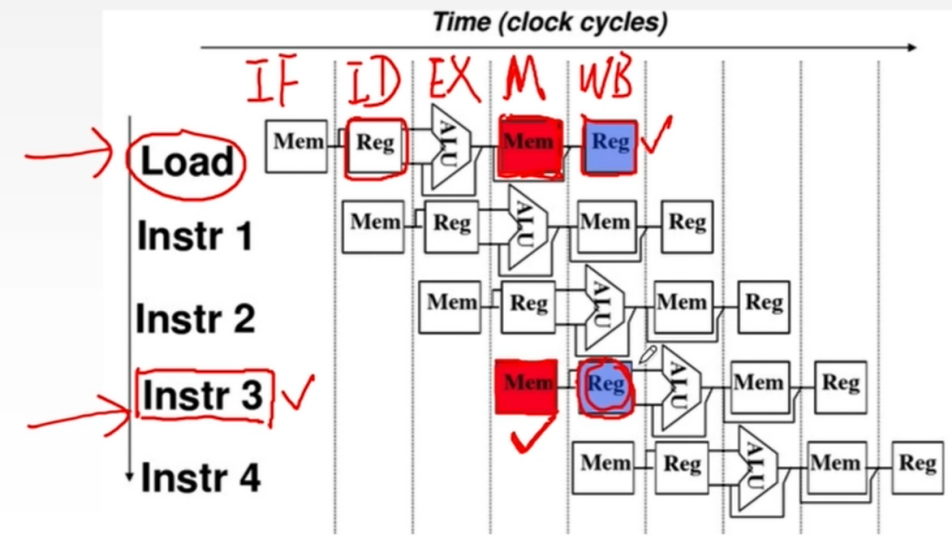 Time (clock cycles)
IF ID EX M WB
Load Mem Reg ALU Mem Reg
Instr 1 Mem Reg ALU Mem Reg
Instr 2 Mem Reg ALU Mem Reg
Instr 3 Mem Reg ALU Mem Reg
Instr 4 Mem Reg ALU Mem Reg